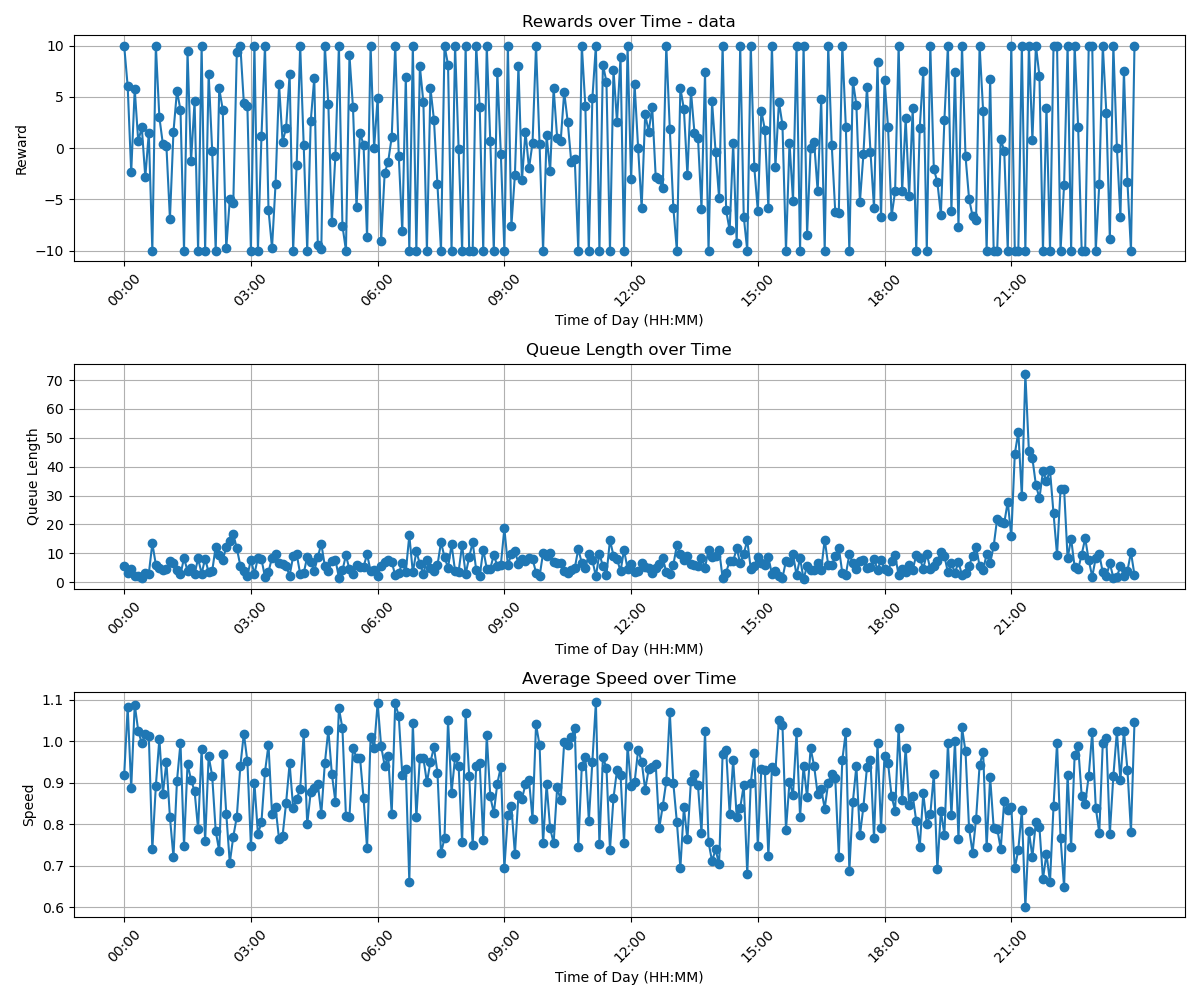 Rewards over Time - data
Reward
10
5
0
−5
−10
00:00 03:00 06:00 09:00 12:00 15:00 18:00 21:00
Time of Day (HH:MM)
Queue Length over Time
Queue Length
70
60
50
40
30
20
10
0
00:00 03:00 06:00 09:00 12:00 15:00 18:00 21:00
Time of Day (HH:MM)
Average Speed over Time
Speed
1.1
1.0
0.9
0.8
0.7
0.6
00:00 03:00 06:00 09:00 12:00 15:00 18:00 21:00
Time of Day (HH:MM)